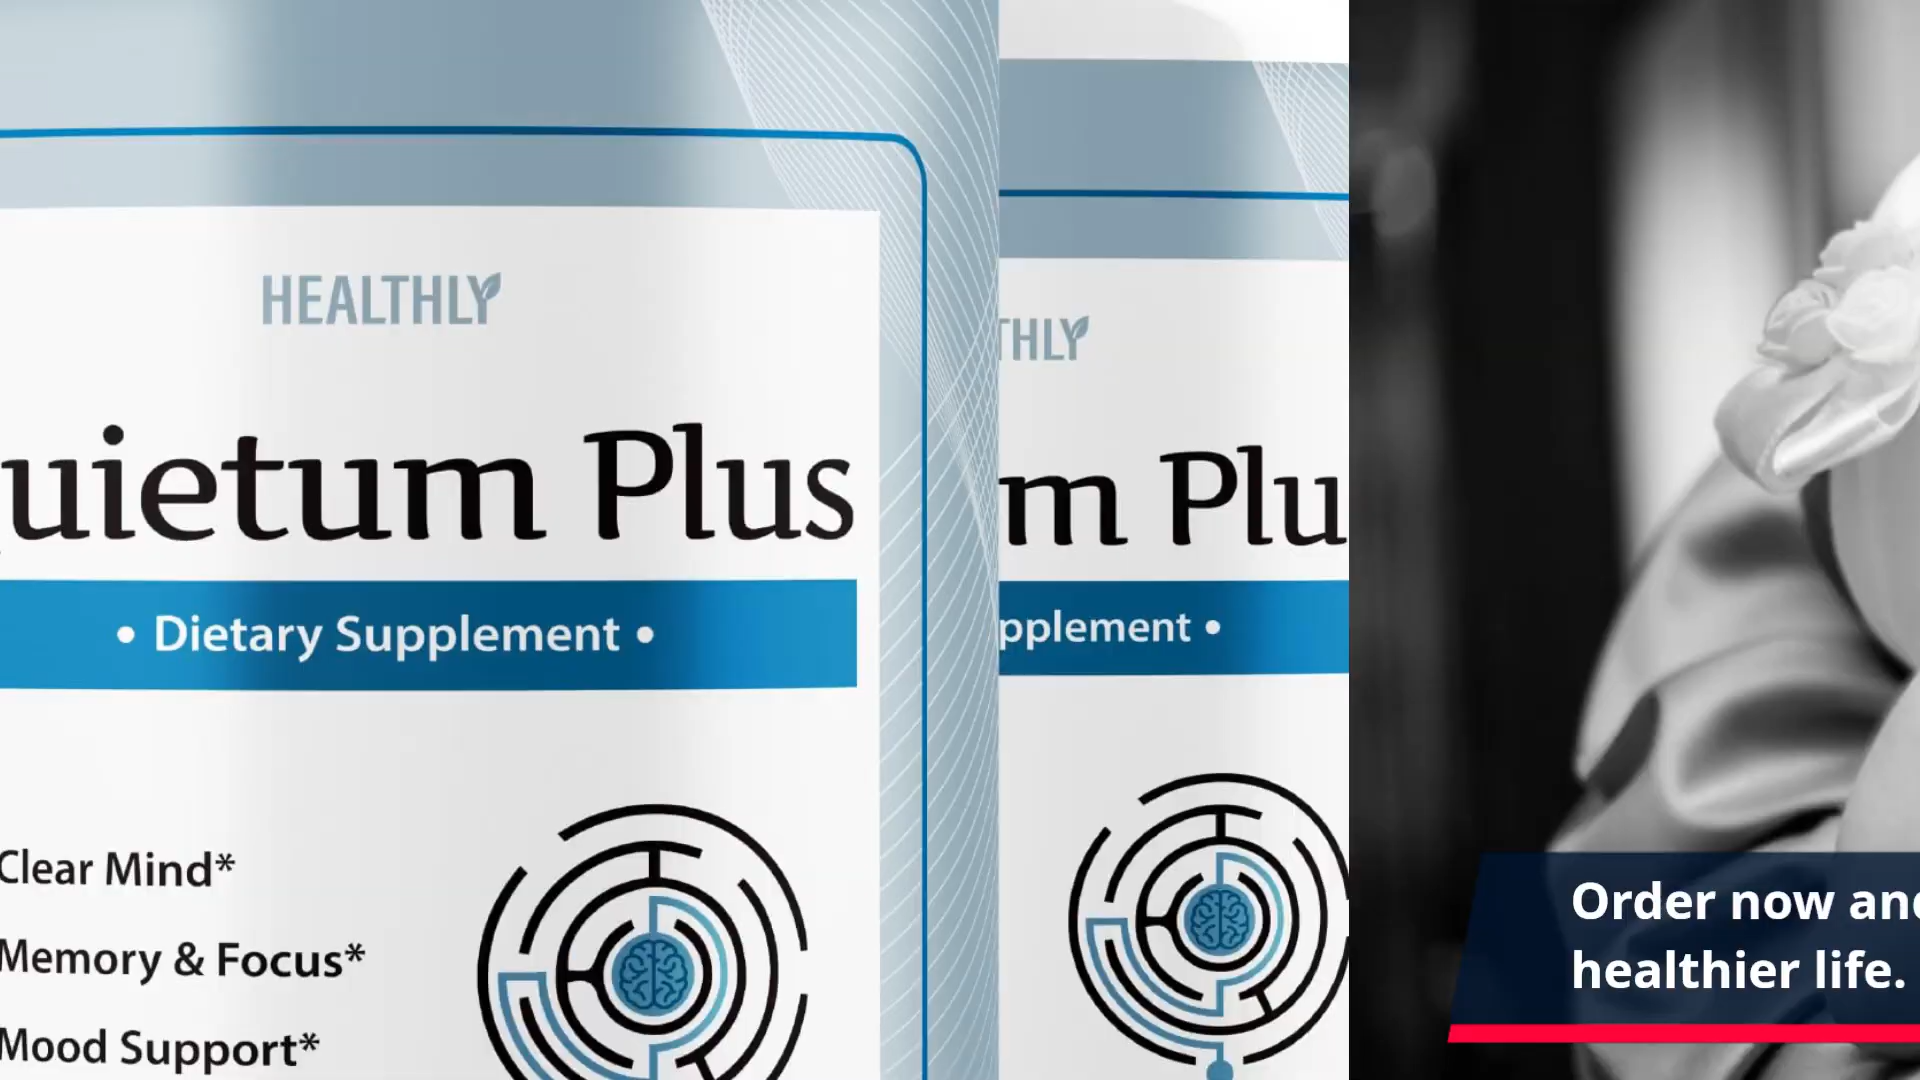 HEALTHLY
uietum Plus
• Dietary Supplement •
Clear Mind*
Memory & Focus*
Mood Support*
THLY
m Plu
pplement •
Order now an
healthier life.